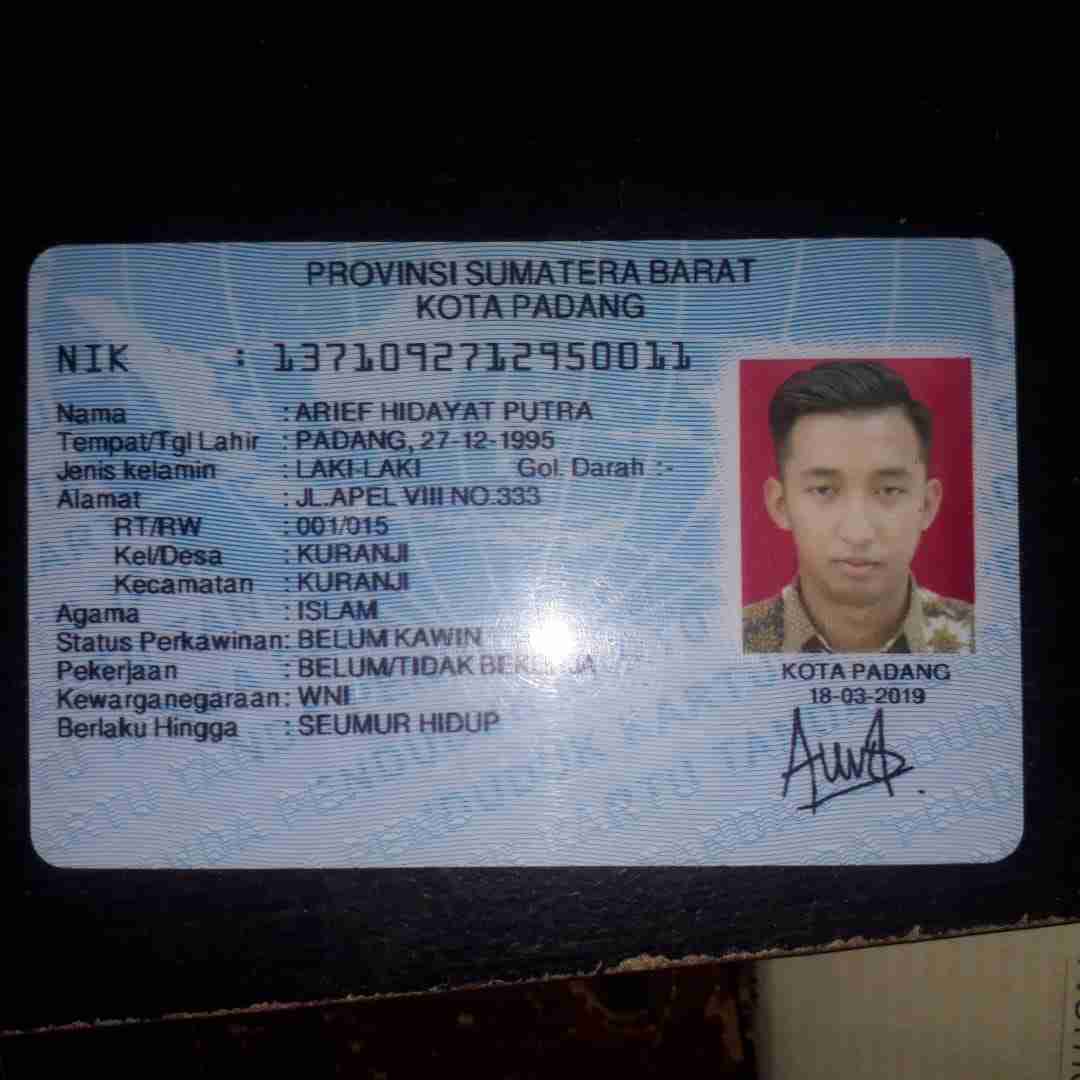 PROVINSI SUMATERA BARAT
KOTA PADANG
NIK : 1371092712950011
Nama : ARIEF HIDAYAT PUTRA
Tempat/Tgl Lahir : PADANG, 27-12-1995
Jenis kelamin : LAKI-LAKI Gol. Darah : -
Alamat : JL.APEL VIII NO.333
RT/RW : 001/015
Kel/Desa : KURANJI
Kecamatan : KURANJI
Agama : ISLAM
Status Perkawinan: BELUM KAWIN
Pekerjaan : BELUM/TIDAK BEKERJA
Kewarganegaraan: WNI
Berlaku Hingga : SEUMUR HIDUP
KOTA PADANG
18-03-2019